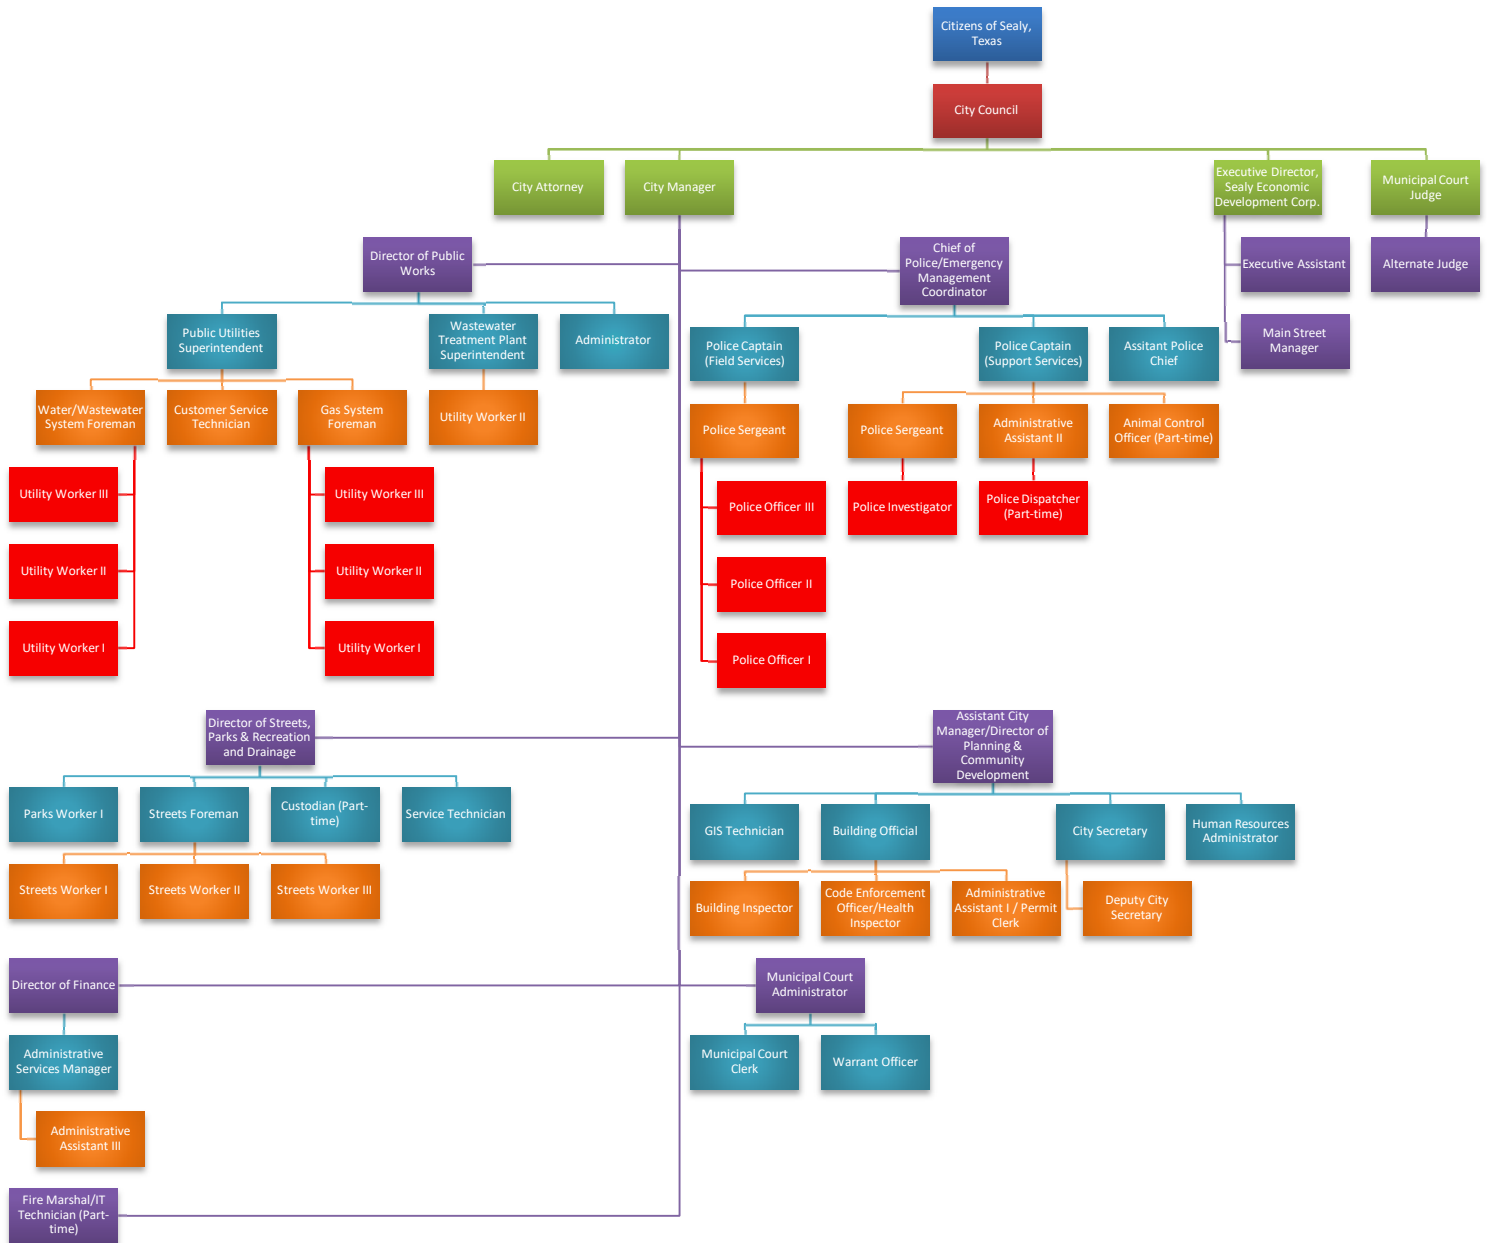 Citizens of Sealy,
Texas
City Council
City Attorney
City Manager
Executive Director,
Sealy Economic
Development Corp.
Municipal Court
Judge
Director of Public
Works
Chief of
Police/Emergency
Management
Coordinator
Executive Assistant
Alternate Judge
Public Utilities
Superintendent
Wastewater
Treatment Plant
Superintendent
Administrator
Police Captain
(Field Services)
Police Captain
(Support Services)
Assitant Police
Chief
Main Street
Manager
Water/Wastewater
System Foreman
Customer Service
Technician
Gas System
Foreman
Utility Worker II
Police Sergeant
Police Sergeant
Administrative
Assistant II
Animal Control
Officer (Part-time)
Utility Worker III
Utility Worker III
Police Officer III
Police Investigator
Police Dispatcher
(Part-time)
Utility Worker II
Utility Worker II
Police Officer II
Utility Worker I
Utility Worker I
Police Officer I
Director of Streets,
Parks & Recreation
and Drainage
Assistant City
Manager/Director of
Planning &
Community
Development
Parks Worker I
Streets Foreman
Custodian (Part-
time)
Service Technician
GIS Technician
Building Official
City Secretary
Human Resources
Administrator
Streets Worker I
Streets Worker II
Streets Worker III
Building Inspector
Code Enforcement
Officer/Health
Inspector
Administrative
Assistant I / Permit
Clerk
Deputy City
Secretary
Director of Finance
Municipal Court
Administrator
Administrative
Services Manager
Municipal Court
Clerk
Warrant Officer
Administrative
Assistant III
Fire Marshal/IT
Technician (Part-
time)